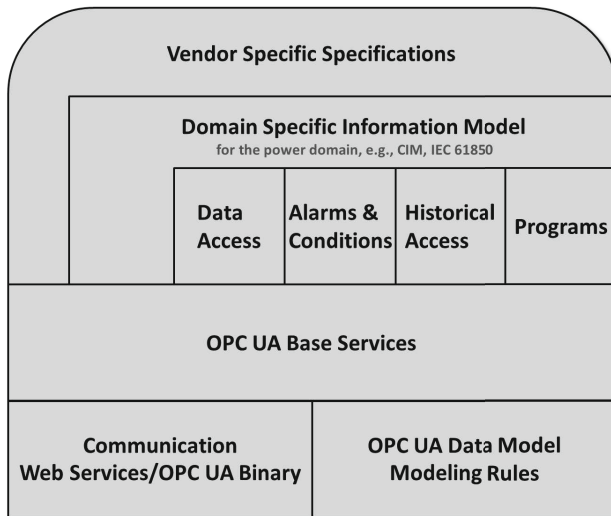 Vendor Specific Specifications
Domain Specific Information Model
for the power domain, e.g., CIM, IEC 61850
Data
Access
Alarms &
Conditions
Historical
Access
Programs
OPC UA Base Services
Communication
Web Services/OPC UA Binary
OPC UA Data Model
Modeling Rules